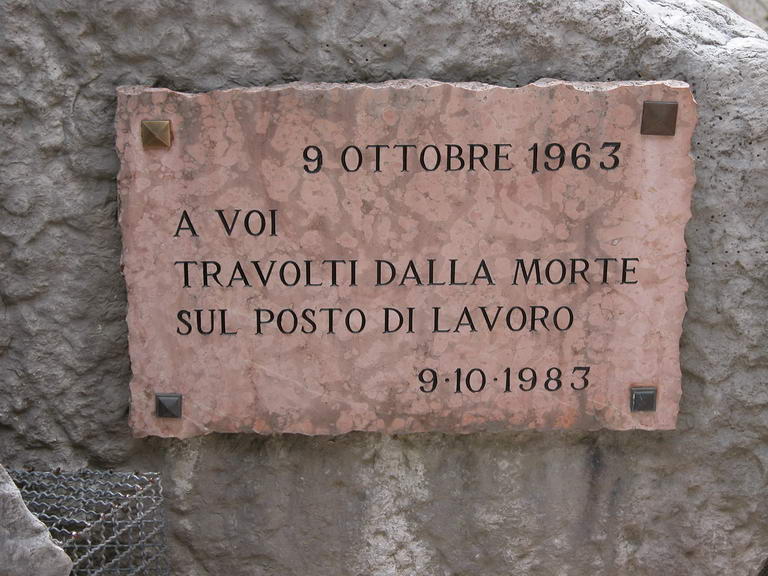 9 OTTOBRE 1963
A VOI
TRAVOLTI DALLA MORTE
SUL POSTO DI LAVORO
9·10·1983